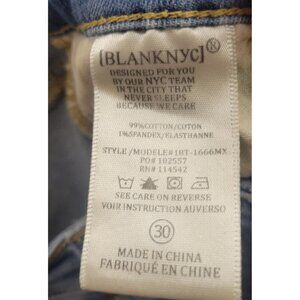 [BLANKNYC]®
DESIGNED FOR YOU
BY OUR NYC TEAM
IN THE CITY THAT
NEVER SLEEPS
BECAUSE WE CARE
99%COTTON/COTON
1%SPANDEX/ELASTHANNE
STYLE/MODELE#18T-1666MX
PO# 102557
RN# 114542
SEE CARE ON REVERSE
VOIR INSTRUCTION AUVERSO
30
MADE IN CHINA
FABRIQUÉ EN CHINE